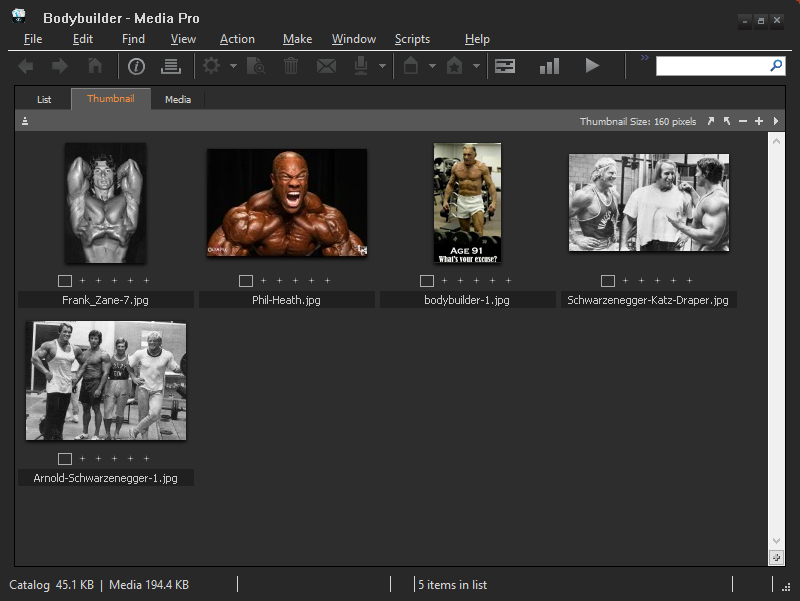 Bodybuilder - Media Pro
File Edit Find View Action Make Window Scripts Help
List Thumbnail Media
Thumbnail Size: 160 pixels
OLYMPIA
AGE 91
What's your excuse?
Frank_Zane-7.jpg Phil-Heath.jpg bodybuilder-1.jpg Schwarzenegger-Katz-Draper.jpg
Arnold-Schwarzenegger-1.jpg
Catalog 45.1 KB | Media 194.4 KB 5 items in list